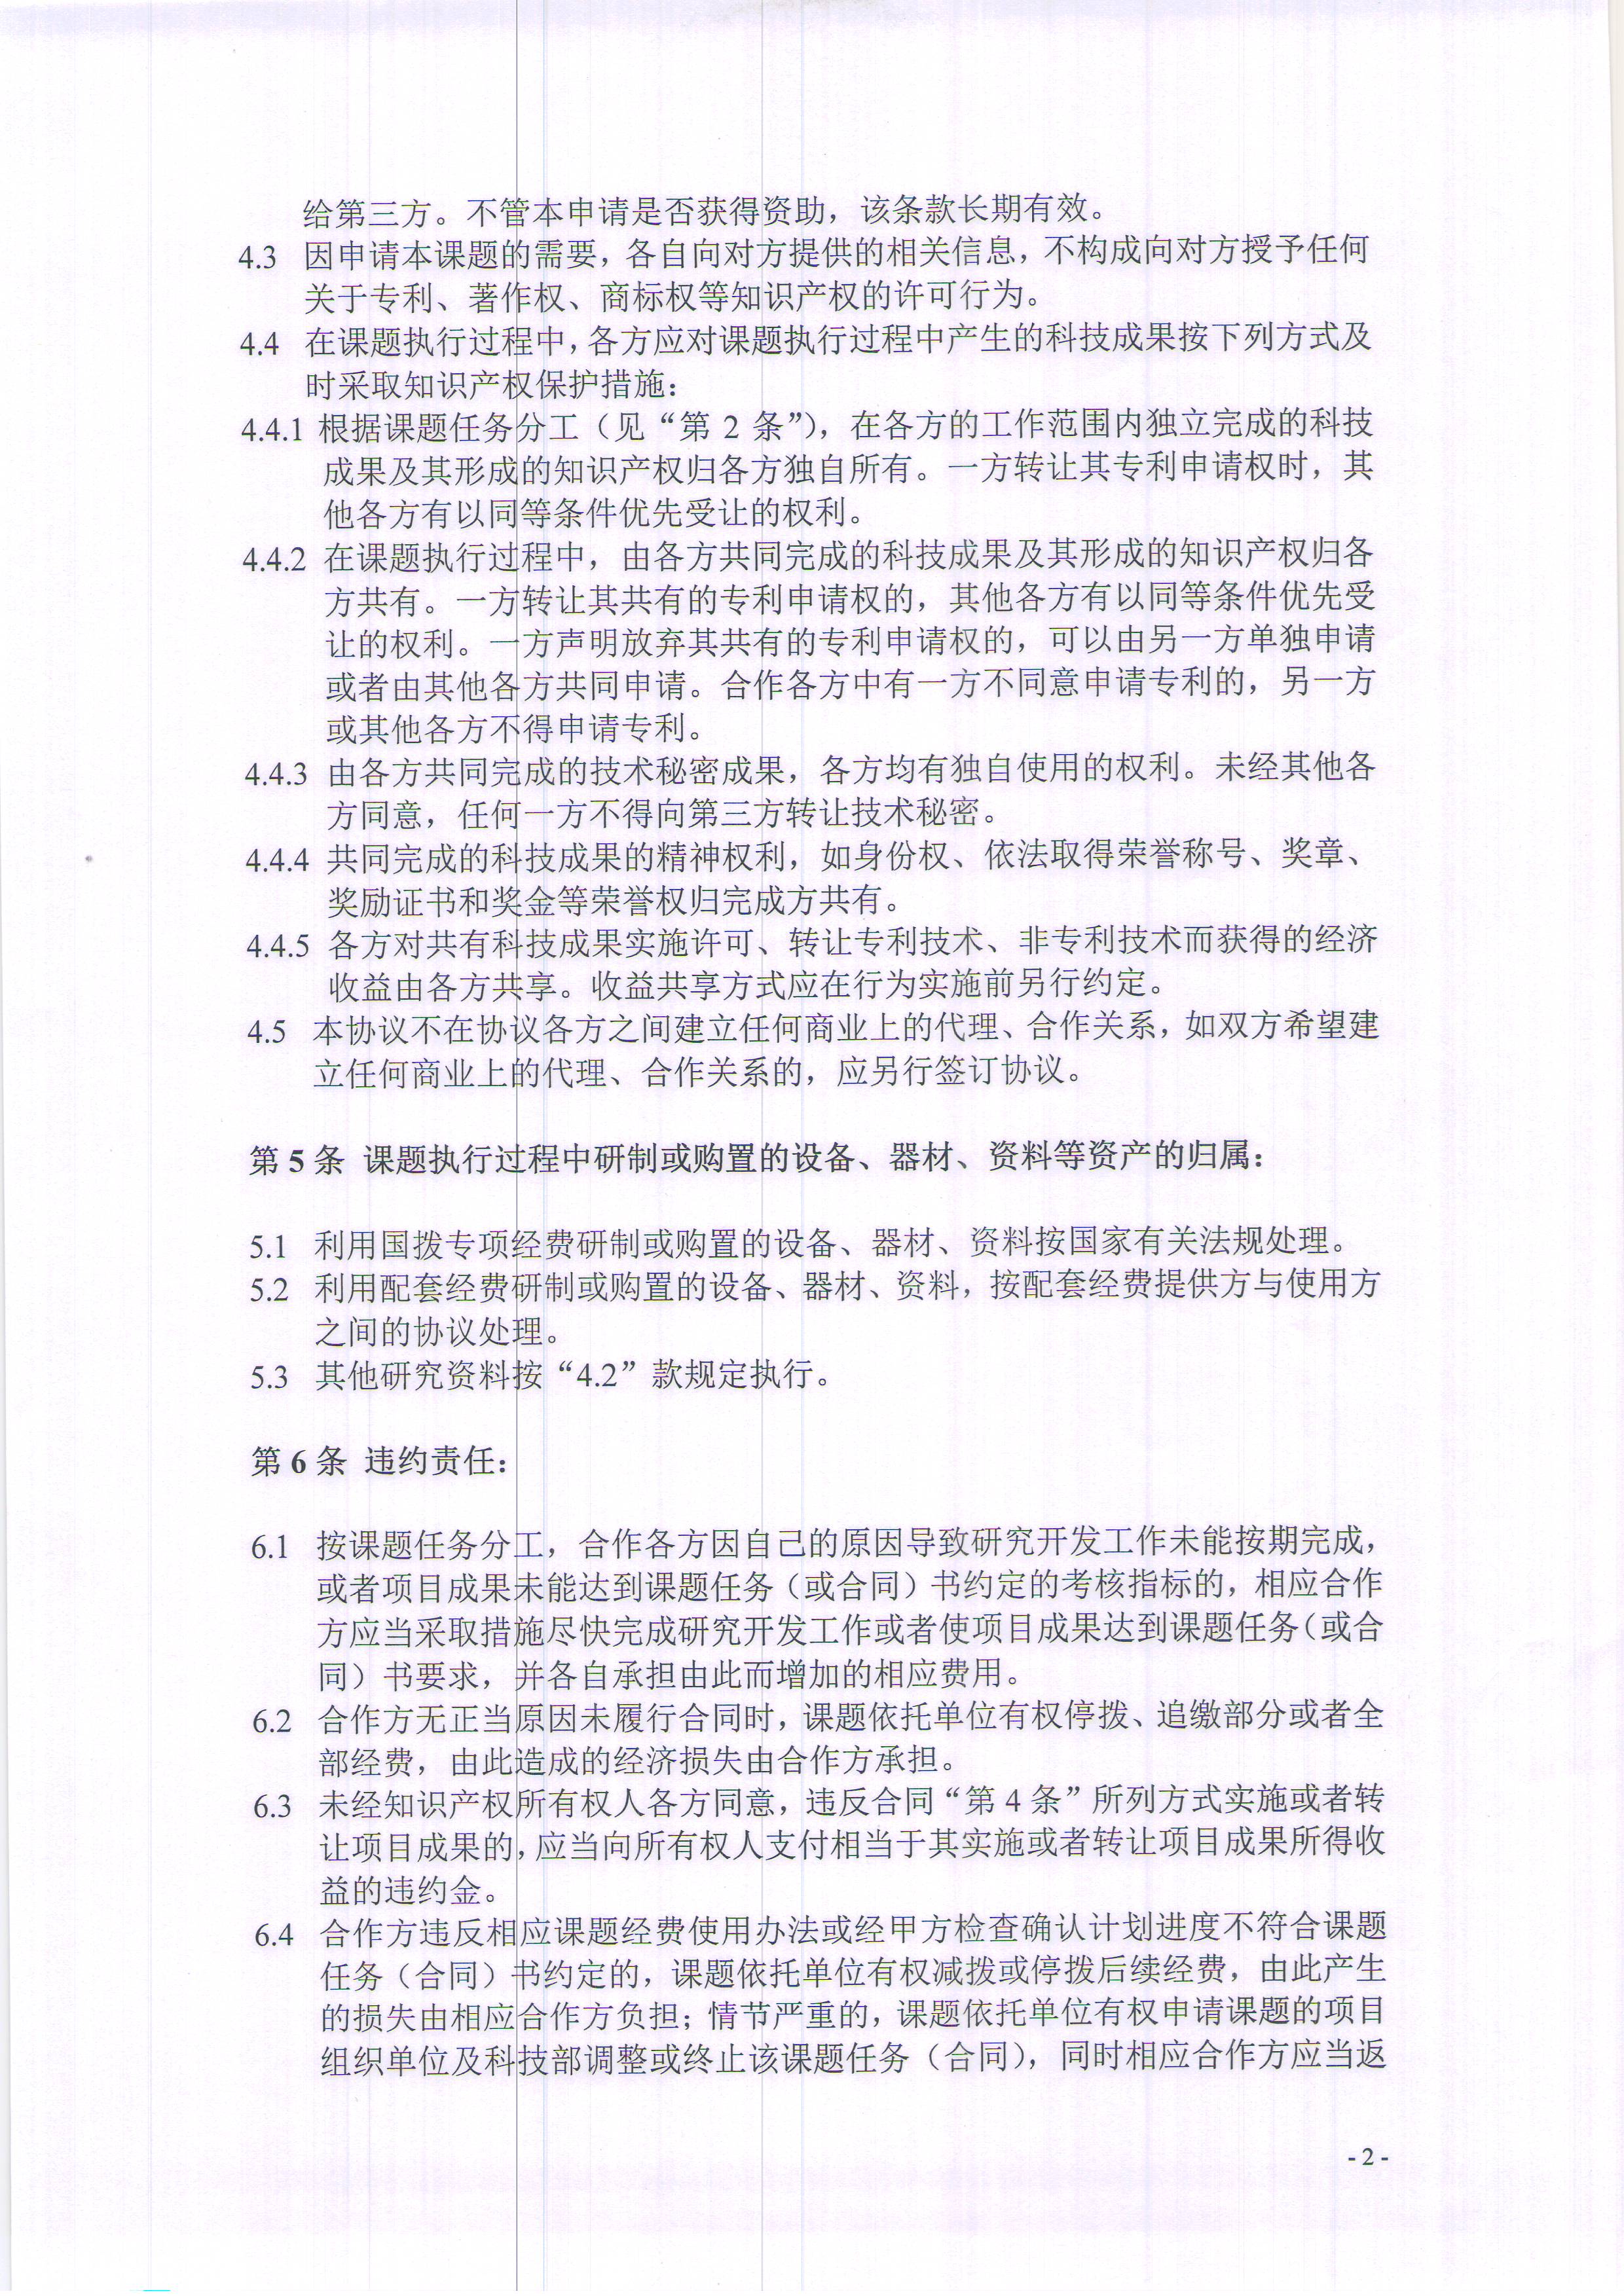 给第三方。不管本申请是否获得资助，该条款长期有效。
4.3 因申请本课题的需要，各自向对方提供的相关信息，不构成向对方授予任何
关于专利、著作权、商标权等知识产权的许可行为。
4.4 在课题执行过程中，各方应对课题执行过程中产生的科技成果按下列方式及
时采取知识产权保护措施：
4.4.1 根据课题任务分工（见“第 2 条”），在各方的工作范围内独立完成的科技
成果及其形成的知识产权归各方独自所有。一方转让其专利申请权时，其
他各方有以同等条件优先受让的权利。
4.4.2 在课题执行过程中，由各方共同完成的科技成果及其形成的知识产权归各
方共有。一方转让其共有的专利申请权的，其他各方有以同等条件优先受
让的权利。一方声明放弃其共有的专利申请权的，可以由另一方单独申请
或者由其他各方共同申请。合作各方中有一方不同意申请专利的，另一方
或其他各方不得申请专利。
4.4.3 由各方共同完成的技术秘密成果，各方均有独自使用的权利。未经其他各
方同意，任何一方不得向第三方转让技术秘密。
4.4.4 共同完成的科技成果的精神权利，如身份权、依法取得荣誉称号、奖章、
奖励证书和奖金等荣誉权归完成方共有。
4.4.5 各方对共有科技成果实施许可、转让专利技术、非专利技术而获得的经济
收益由各方共享。收益共享方式应在行为实施前另行约定。
4.5 本协议不在协议各方之间建立任何商业上的代理、合作关系，如双方希望建
立任何商业上的代理、合作关系的，应另行签订协议。
第 5 条 课题执行过程中研制或购置的设备、器材、资料等资产的归属：
5.1 利用国拨专项经费研制或购置的设备、器材、资料按国家有关法规处理。
5.2 利用配套经费研制或购置的设备、器材、资料，按配套经费提供方与使用方
之间的协议处理。
5.3 其他研究资料按“4.2”款规定执行。
第 6 条 违约责任：
6.1 按课题任务分工，合作各方因自己的原因导致研究开发工作未能按期完成，
或者项目成果未能达到课题任务（或合同）书约定的考核指标的，相应合作
方应当采取措施尽快完成研究开发工作或者使项目成果达到课题任务（或合
同）书要求，并各自承担由此而增加的相应费用。
6.2 合作方无正当原因未履行合同时，课题依托单位有权停拨、追缴部分或者全
部经费，由此造成的经济损失由合作方承担。
6.3 未经知识产权所有权人各方同意，违反合同“第 4 条”所列方式实施或者转
让项目成果的，应当向所有权人支付相当于其实施或者转让项目成果所得收
益的违约金。
6.4 合作方违反相应课题经费使用办法或经甲方检查确认计划进度不符合课题
任务（合同）书约定的，课题依托单位有权减拨或停拨后续经费，由此产生
的损失由相应合作方负担；情节严重的，课题依托单位有权申请课题的项目
组织单位及科技部调整或终止该课题任务（合同），同时相应合作方应当返
- 2 -